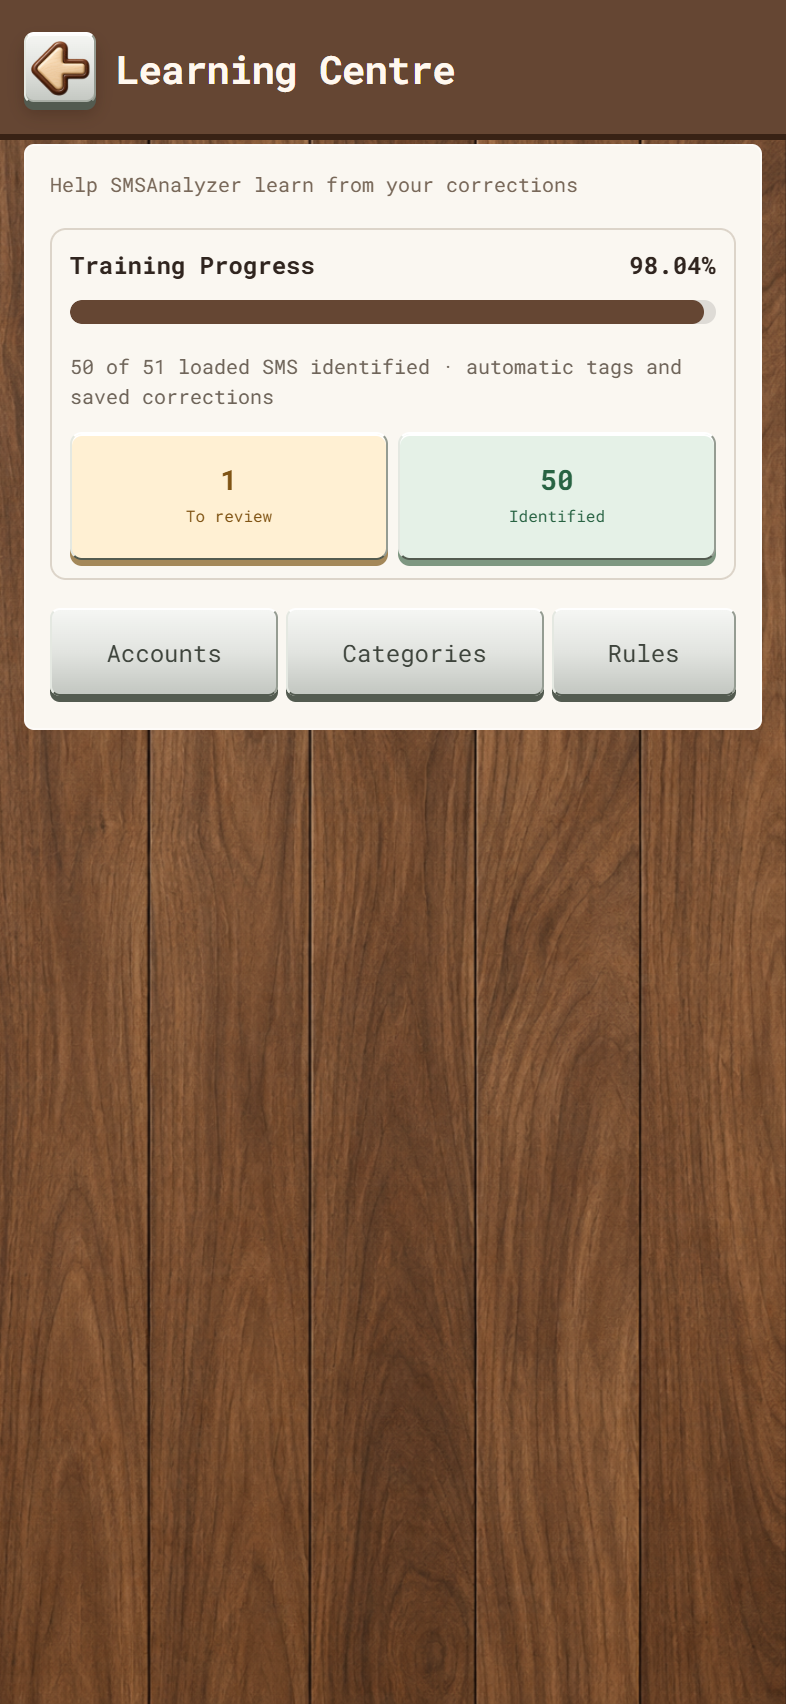 Learning Centre
Help SMSAnalyzer learn from your corrections
Training Progress 98.04%
50 of 51 loaded SMS identified · automatic tags and
saved corrections
1
To review
50
Identified
Accounts
Categories
Rules